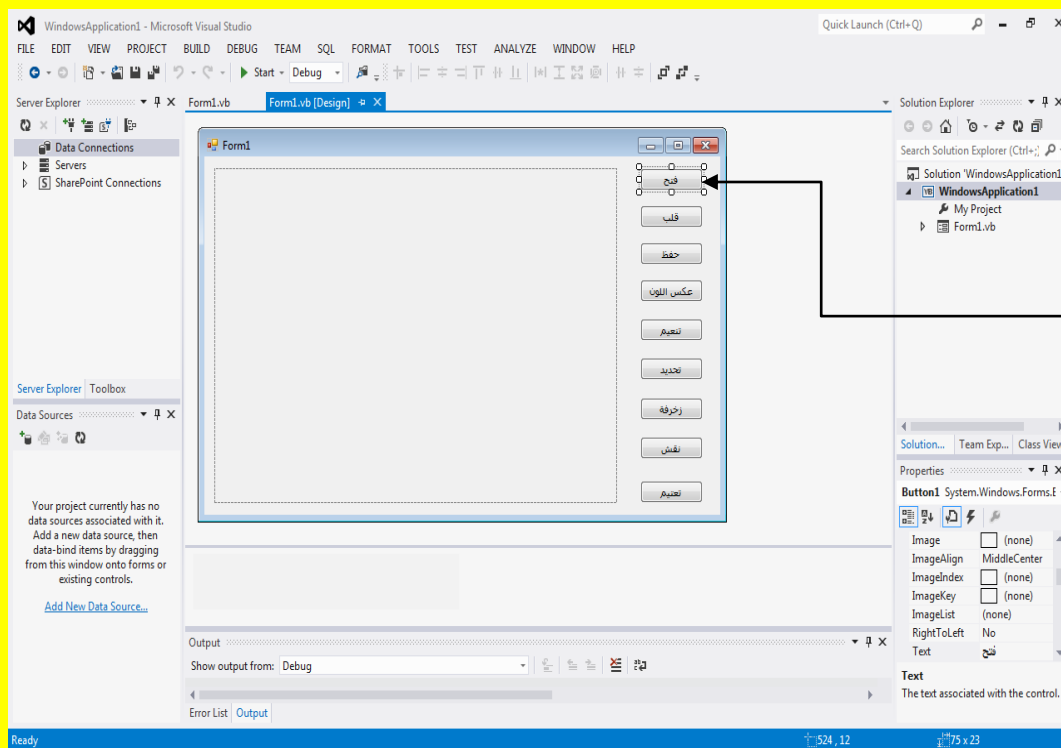 WindowsApplication1 - Microsoft Visual Studio
Quick Launch (Ctrl+Q)
FILE EDIT VIEW PROJECT BUILD DEBUG TEAM SQL FORMAT TOOLS TEST ANALYZE WINDOW HELP
Start Debug
Server Explorer
Data Connections
Servers
SharePoint Connections
Server Explorer Toolbox
Data Sources
Your project currently has no
data sources associated with it.
Add a new data source, then
data-bind items by dragging
from this window onto forms or
existing controls.
Add New Data Source...
Form1.vb Form1.vb [Design]
Form1
فتح
قلب
حفظ
عكس اللون
تنعيم
تحديد
زخرفة
نقش
تعتيم
Output
Show output from: Debug
Error List Output
Solution Explorer
Search Solution Explorer (Ctrl+;)
Solution 'WindowsApplication1
WindowsApplication1
My Project
Form1.vb
Solution... Team Exp... Class View
Properties
Button1 System.Windows.Forms.B
Image (none)
ImageAlign MiddleCenter
ImageIndex (none)
ImageKey (none)
ImageList (none)
RightToLeft No
Text فتح
Text
The text associated with the control.
Ready
524 , 12
75 x 23